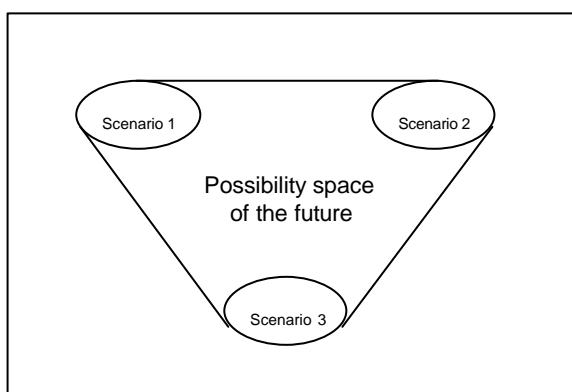 Scenario 1
Scenario 2
Possibility space
of the future
Scenario 3